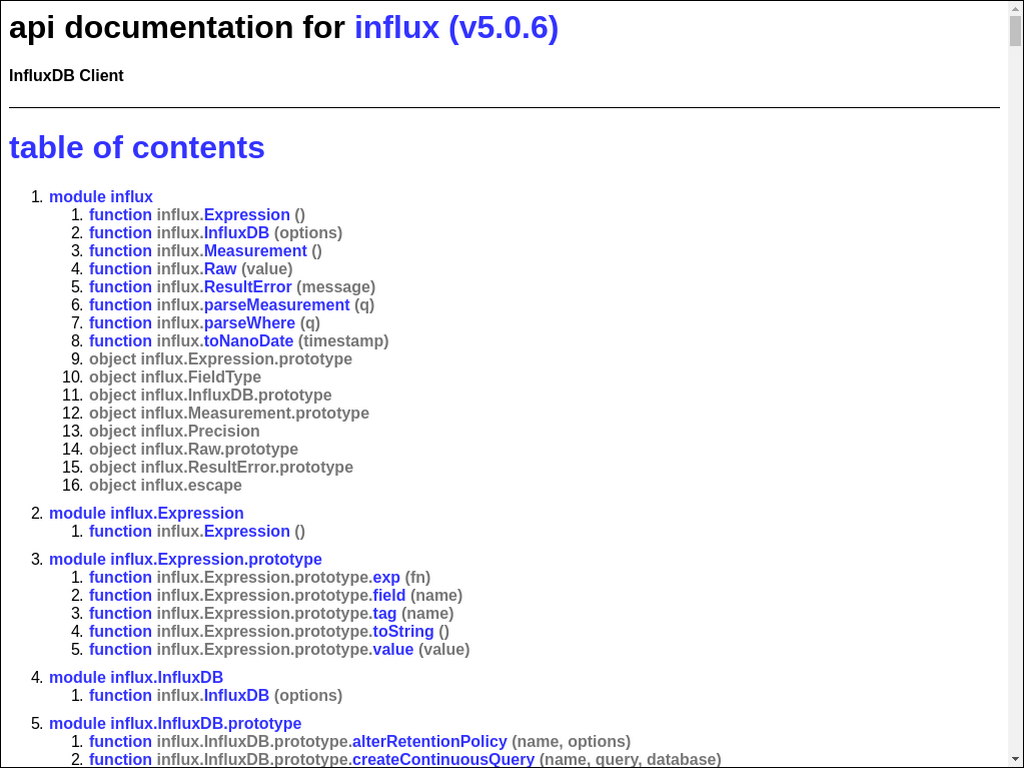 api documentation for influx (v5.0.6)
InfluxDB Client
table of contents
1. module influx
1. function influx.Expression ()
2. function influx.InfluxDB (options)
3. function influx.Measurement ()
4. function influx.Raw (value)
5. function influx.ResultError (message)
6. function influx.parseMeasurement (q)
7. function influx.parseWhere (q)
8. function influx.toNanoDate (timestamp)
9. object influx.Expression.prototype
10. object influx.FieldType
11. object influx.InfluxDB.prototype
12. object influx.Measurement.prototype
13. object influx.Precision
14. object influx.Raw.prototype
15. object influx.ResultError.prototype
16. object influx.escape
2. module influx.Expression
1. function influx.Expression ()
3. module influx.Expression.prototype
1. function influx.Expression.prototype.exp (fn)
2. function influx.Expression.prototype.field (name)
3. function influx.Expression.prototype.tag (name)
4. function influx.Expression.prototype.toString ()
5. function influx.Expression.prototype.value (value)
4. module influx.InfluxDB
1. function influx.InfluxDB (options)
5. module influx.InfluxDB.prototype
1. function influx.InfluxDB.prototype.alterRetentionPolicy (name, options)
2. function influx.InfluxDB.prototype.createContinuousQuery (name, query, database)